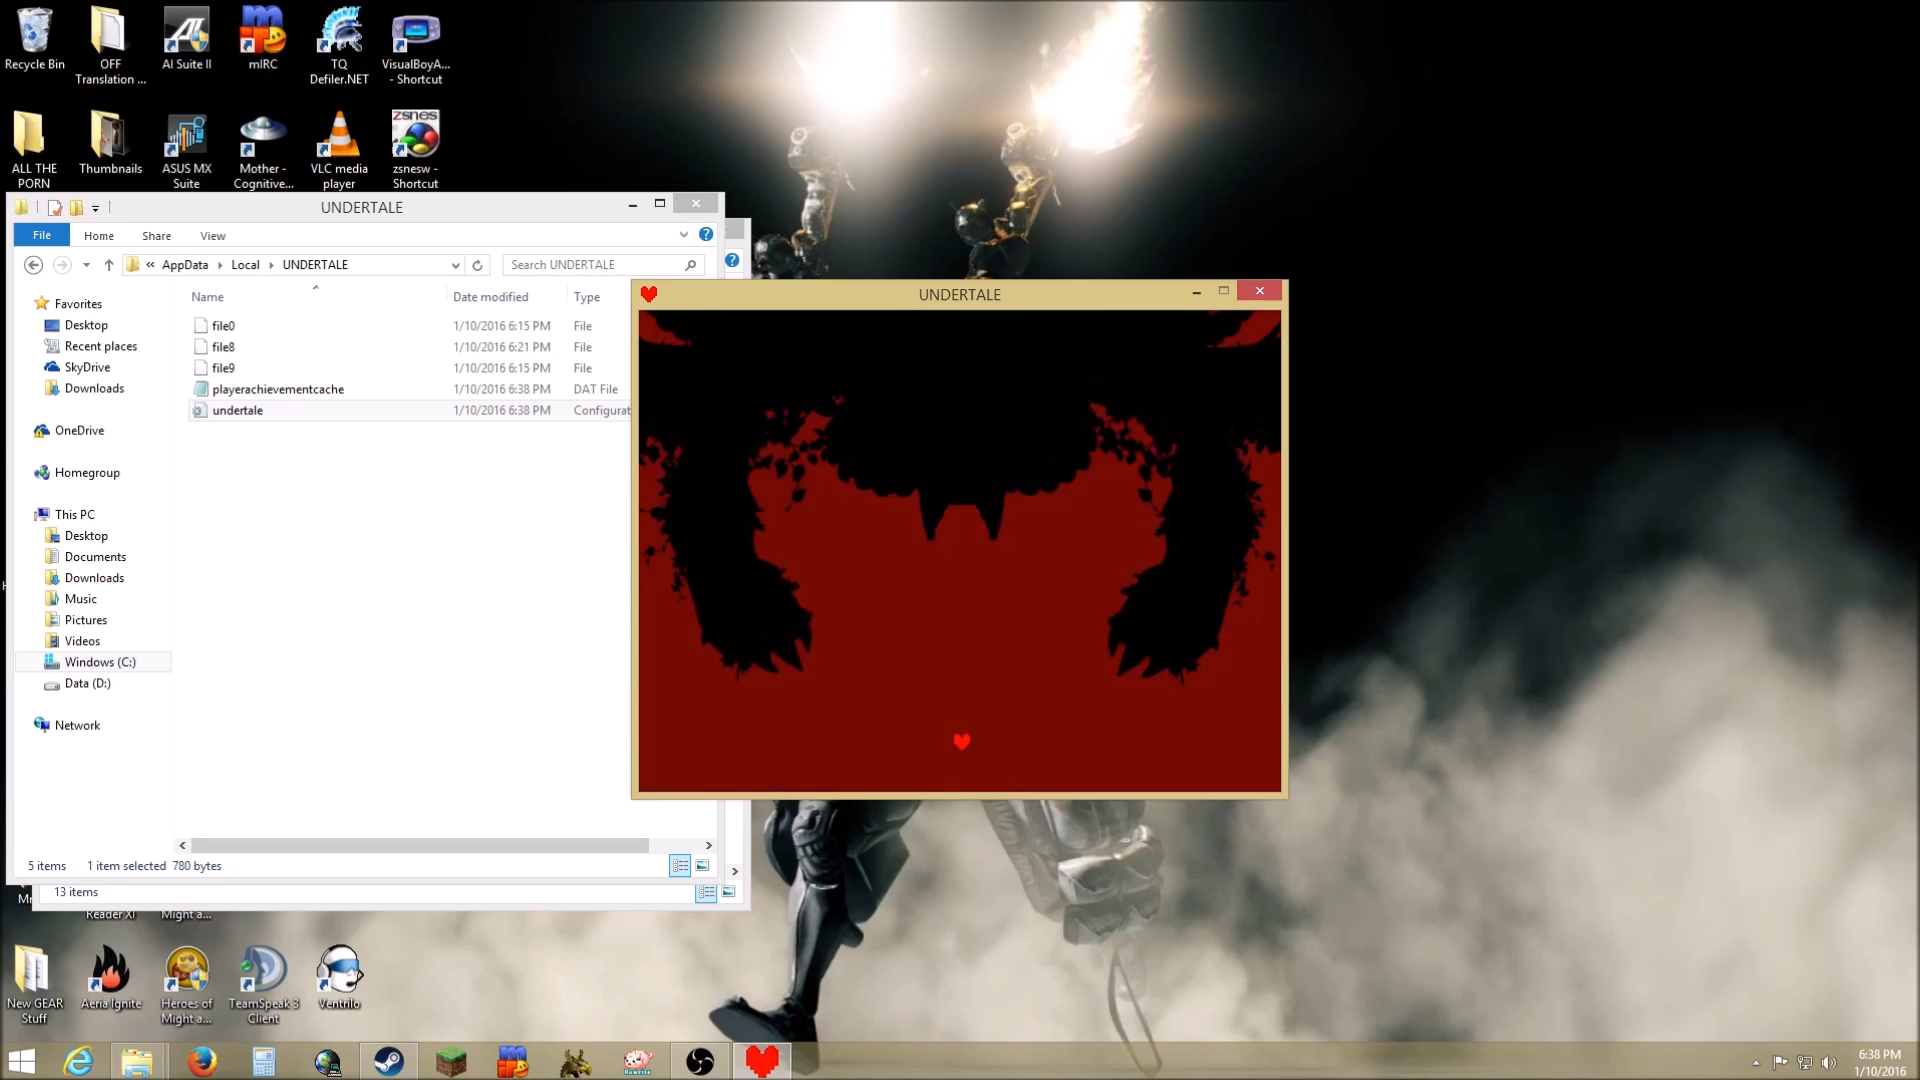 Recycle Bin
OFF
Translation ...
AI Suite II
mIRC
TQ
Defiler.NET
VisualBoyA...
- Shortcut
ALL THE
PORN
Thumbnails
ASUS MX
Suite
Mother -
Cognitive...
VLC media
player
zsnes
zsnesw -
Shortcut
UNDERTALE
File
Home
Share
View
« AppData
Local
UNDERTALE
Search UNDERTALE
Name
Date modified
Type
Favorites
Desktop
Recent places
SkyDrive
Downloads
OneDrive
Homegroup
This PC
Desktop
Documents
Downloads
Music
Pictures
Videos
Windows (C:)
Data (D:)
Network
file0 1/10/2016 6:15 PM File
file8 1/10/2016 6:21 PM File
file9 1/10/2016 6:15 PM File
playerachievementcache 1/10/2016 6:38 PM DAT File
undertale 1/10/2016 6:38 PM Configurat
5 items 1 item selected 780 bytes
13 items
UNDERTALE
Reader XI
Might a...
New GEAR
Stuff
Aeria Ignite
Heroes of
Might a...
TeamSpeak 3
Client
Ventrilo
6:38 PM
1/10/2016